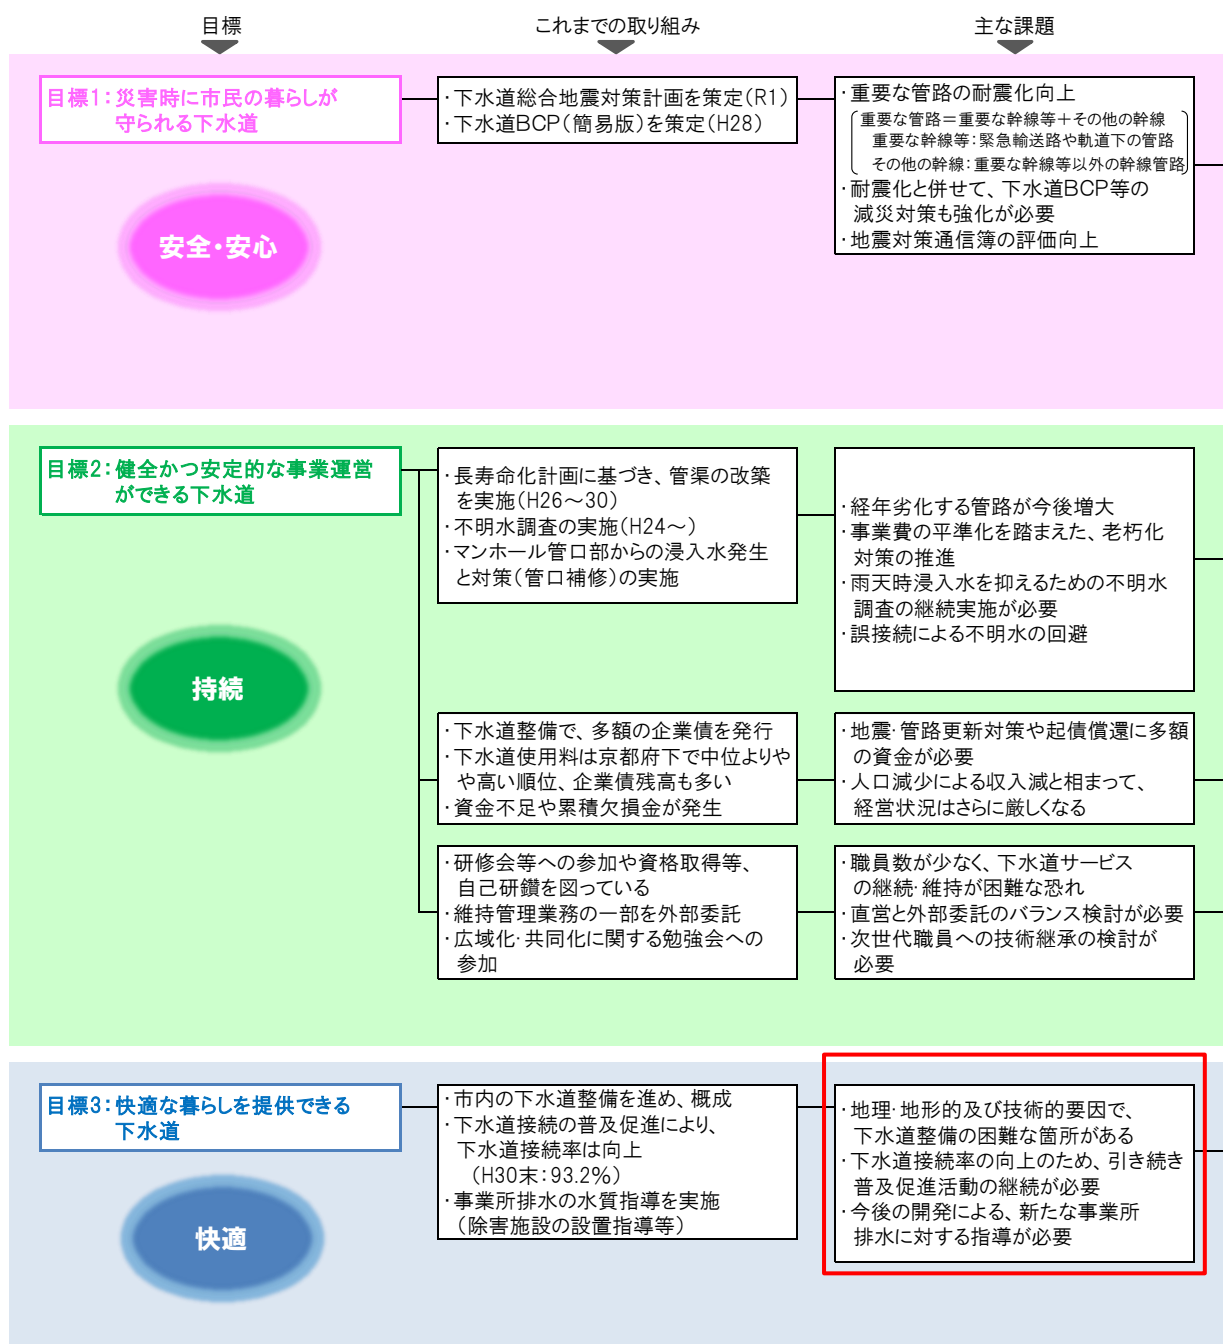 目標
これまでの取り組み
主な課題
目標1：災害時に市民の暮らしが
守られる下水道
・下水道総合地震対策計画を策定(R1)
・下水道BCP(簡易版)を策定(H28)
・重要な管路の耐震化向上
重要な管路＝重要な幹線等＋その他の幹線
重要な幹線等：緊急輸送路や軌道下の管路
その他の幹線：重要な幹線等以外の幹線管路
・耐震化と併せて、下水道BCP等の
減災対策も強化が必要
・地震対策通信簿の評価向上
安全・安心
目標2：健全かつ安定的な事業運営
ができる下水道
・長寿命化計画に基づき、管渠の改築
を実施(H26～30)
・不明水調査の実施(H24～)
・マンホール管口部からの浸入水発生
と対策(管口補修)の実施
・経年劣化する管路が今後増大
・事業費の平準化を踏まえた、老朽化
対策の推進
・雨天時浸入水を抑えるための不明水
調査の継続実施が必要
・誤接続による不明水の回避
持続
・下水道整備で、多額の企業債を発行
・下水道使用料は京都府下で中位よりや
や高い順位、企業債残高も多い
・資金不足や累積欠損金が発生
・地震・管路更新対策や起債償還に多額
の資金が必要
・人口減少による収入減と相まって、
経営状況はさらに厳しくなる
・研修会等への参加や資格取得等、
自己研鑽を図っている
・維持管理業務の一部を外部委託
・広域化・共同化に関する勉強会への
参加
・職員数が少なく、下水道サービス
の継続・維持が困難な恐れ
・直営と外部委託のバランス検討が必要
・次世代職員への技術継承の検討が
必要
目標3：快適な暮らしを提供できる
下水道
・市内の下水道整備を進め、概成
・下水道接続の普及促進により、
下水道接続率は向上
(H30末：93.2%)
・事業所排水の水質指導を実施
(除害施設の設置指導等)
・地理・地形的及び技術的要因で、
下水道整備の困難な箇所がある
・下水道接続率の向上のため、引き続き
普及促進活動の継続が必要
・今後の開発による、新たな事業所
排水に対する指導が必要
快適